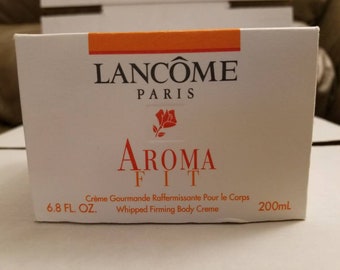 LANCÔME
PARIS
AROMA
FIT
Crème Gourmande Raffermissante Pour le Corps
6.8 FL. OZ. Whipped Firming Body Creme 200mL